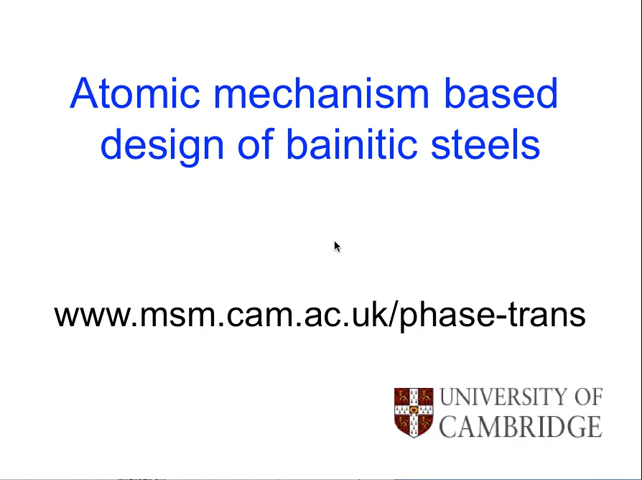 Atomic mechanism based
design of bainitic steels
www.msm.cam.ac.uk/phase-trans
UNIVERSITY OF
CAMBRIDGE